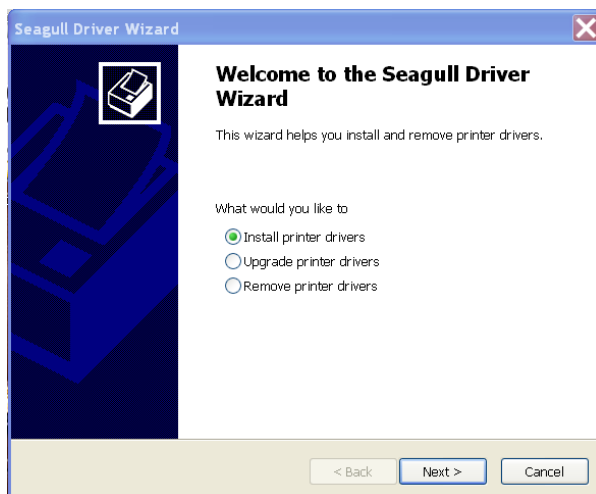 Seagull Driver Wizard
Welcome to the Seagull Driver
Wizard
This wizard helps you install and remove printer drivers.
What would you like to
Install printer drivers
Upgrade printer drivers
Remove printer drivers
< Back
Next >
Cancel